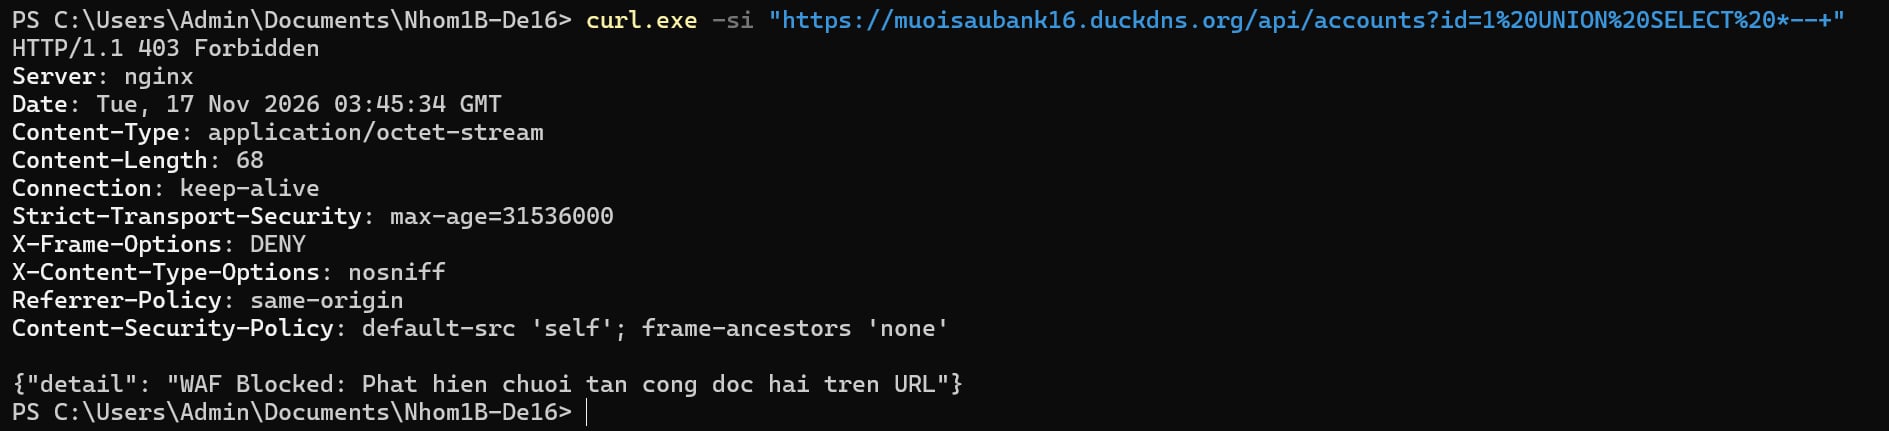 PS C:\Users\Admin\Documents\Nhom1B-De16> curl.exe -si "https://muoisaubank16.duckdns.org/api/accounts?id=1%20UNION%20SELECT%20*--+"
HTTP/1.1 403 Forbidden
Server: nginx
Date: Tue, 17 Nov 2026 03:45:34 GMT
Content-Type: application/octet-stream
Content-Length: 68
Connection: keep-alive
Strict-Transport-Security: max-age=31536000
X-Frame-Options: DENY
X-Content-Type-Options: nosniff
Referrer-Policy: same-origin
Content-Security-Policy: default-src 'self'; frame-ancestors 'none'
{"detail": "WAF Blocked: Phat hien chuoi tan cong doc hai tren URL"}
PS C:\Users\Admin\Documents\Nhom1B-De16>